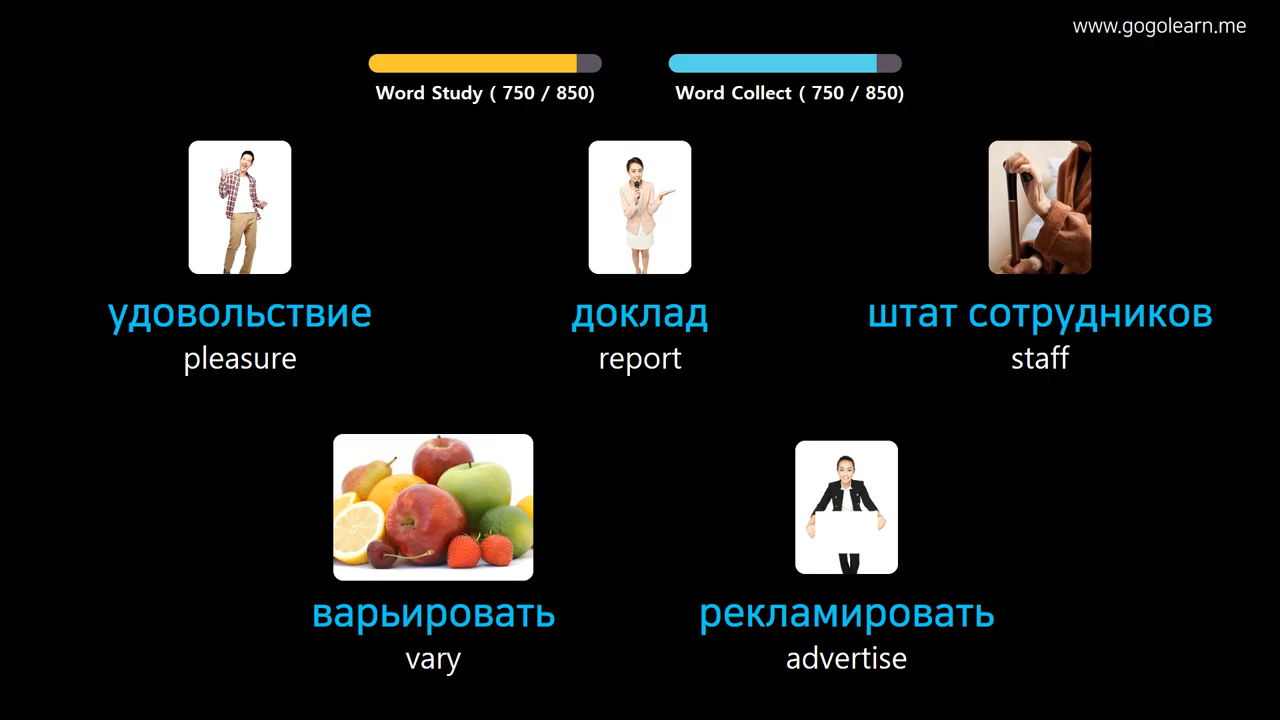 www.gogolearn.me
Word Study ( 750 / 850)
Word Collect ( 750 / 850)
удовольствие
pleasure
доклад
report
штат сотрудников
staff
варьировать
vary
рекламировать
advertise